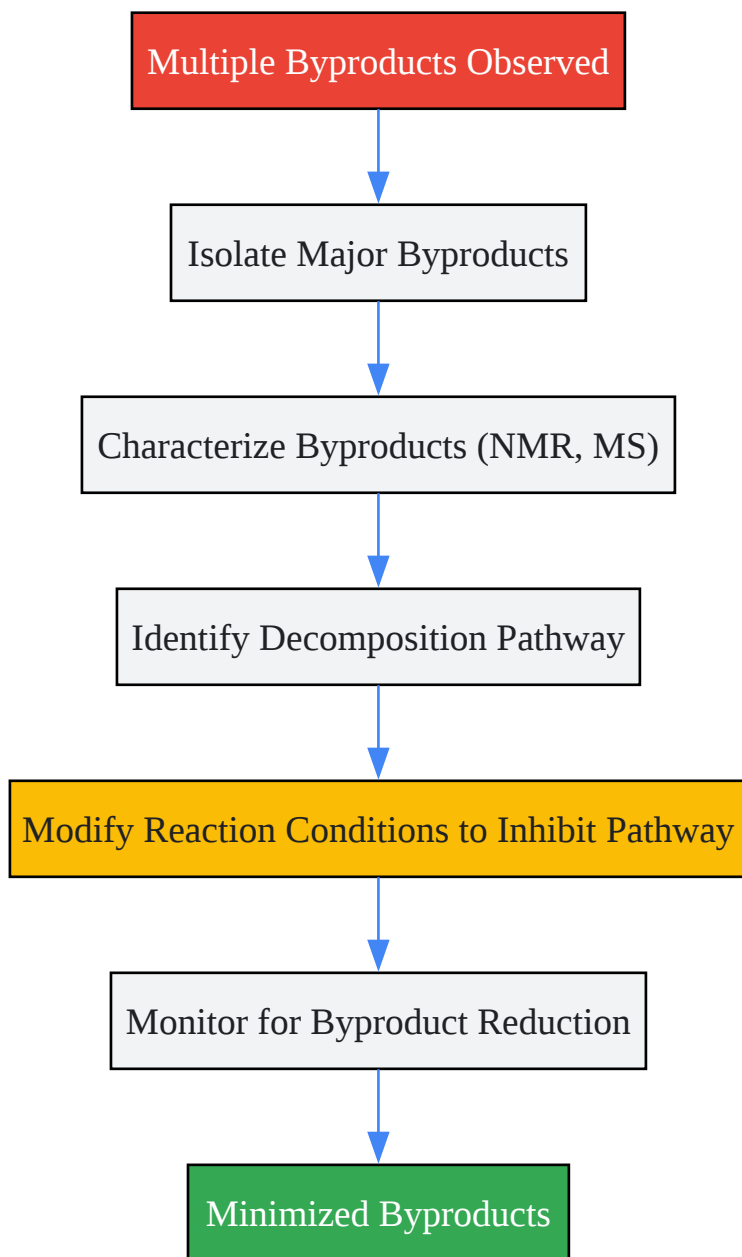 Multiple Byproducts Observed
Isolate Major Byproducts
Characterize Byproducts (NMR, MS)
Identify Decomposition Pathway
Modify Reaction Conditions to Inhibit Pathway
Monitor for Byproduct Reduction
Minimized Byproducts